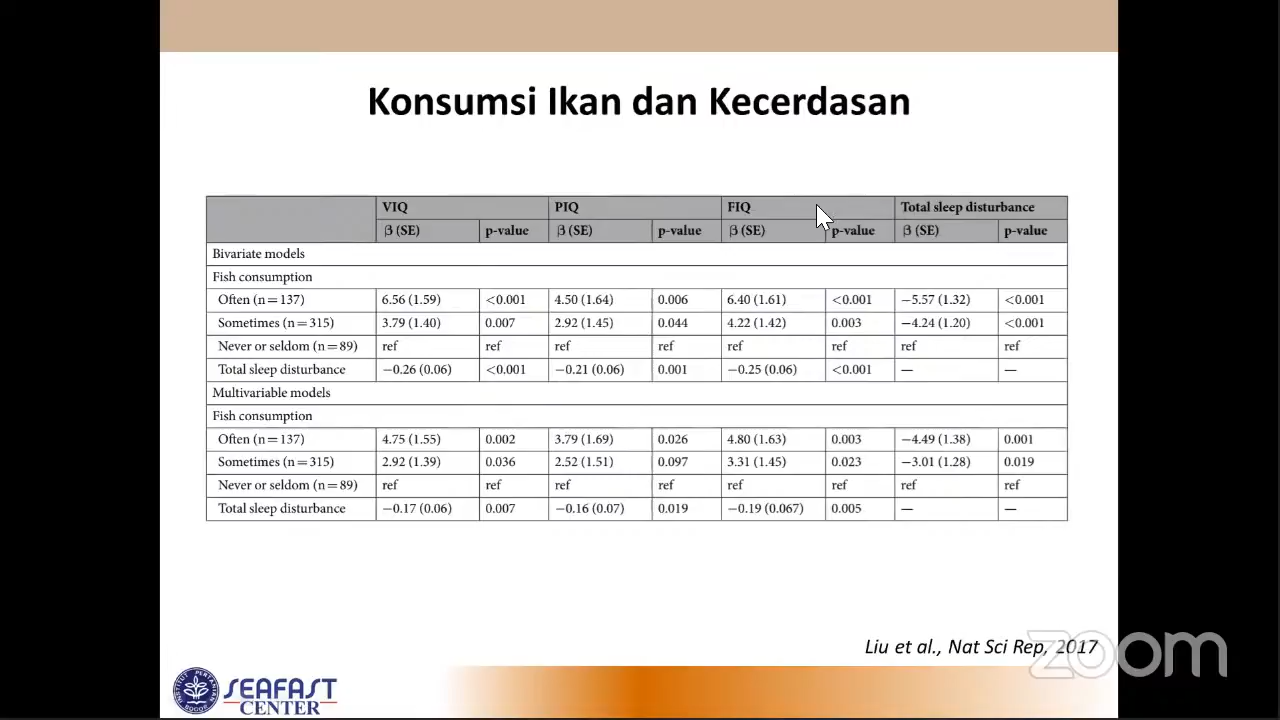 Konsumsi Ikan dan Kecerdasan
VIQ PIQ FIQ Total sleep disturbance
β (SE) p-value β (SE) p-value β (SE) p-value β (SE) p-value
Bivariate models
Fish consumption
Often (n=137) 6.56 (1.59) <0.001 4.50 (1.64) 0.006 6.40 (1.61) <0.001 −5.57 (1.32) <0.001
Sometimes (n=315) 3.79 (1.40) 0.007 2.92 (1.45) 0.044 4.22 (1.42) 0.003 −4.24 (1.20) <0.001
Never or seldom (n=89) ref ref ref ref ref ref ref ref
Total sleep disturbance −0.26 (0.06) <0.001 −0.21 (0.06) 0.001 −0.25 (0.06) <0.001 — —
Multivariable models
Fish consumption
Often (n=137) 4.75 (1.55) 0.002 3.79 (1.69) 0.026 4.80 (1.63) 0.003 −4.49 (1.38) 0.001
Sometimes (n=315) 2.92 (1.39) 0.036 2.52 (1.51) 0.097 3.31 (1.45) 0.023 −3.01 (1.28) 0.019
Never or seldom (n=89) ref ref ref ref ref ref ref ref
Total sleep disturbance −0.17 (0.06) 0.007 −0.16 (0.07) 0.019 −0.19 (0.067) 0.005 — —
Liu et al., Nat Sci Rep, 2017
zoom
INSTITUT PERTANIAN BOGOR
SEAFAST
CENTER